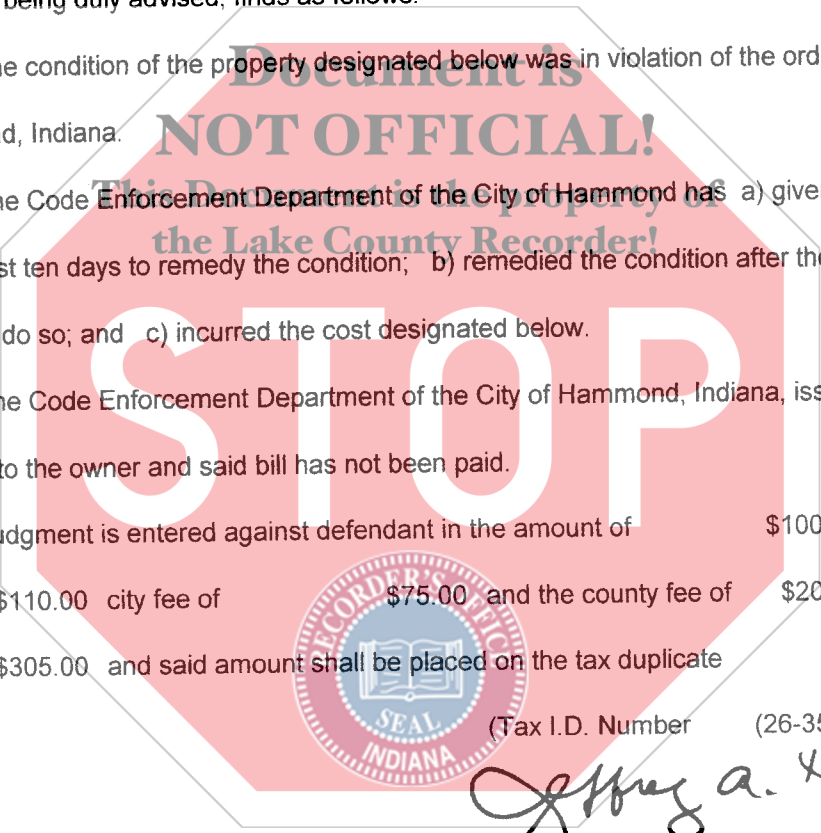 being duly advised, finds as follows:
ne condition of the property designated below was in violation of the ord
Document is
d, Indiana.
NOT OFFICIAL!
ne Code Enforcement Department of the City of Hammond has a) give
This Document is the property of
the Lake County Recorder!
st ten days to remedy the condition; b) remedied the condition after the
do so; and c) incurred the cost designated below.
STOP
ne Code Enforcement Department of the City of Hammond, Indiana, iss
to the owner and said bill has not been paid.
udgment is entered against defendant in the amount of $100
$110.00 city fee of $75.00 and the county fee of $20
$305.00 and said amount shall be placed on the tax duplicate
RECORDER'S OFFICE
SEAL
INDIANA
(Tax I.D. Number (26-35
Jeffrey A.